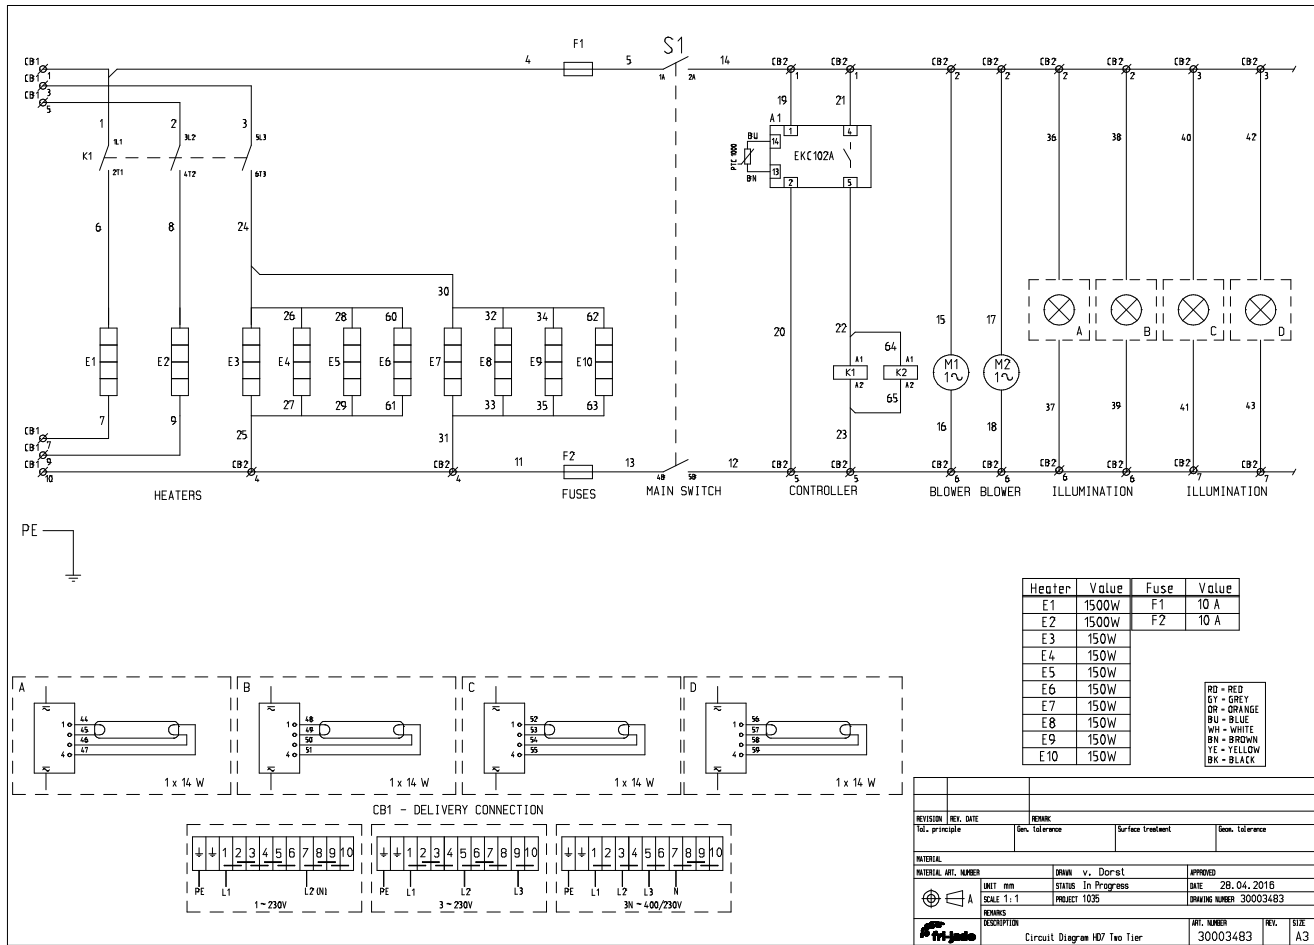 F1 S1
4 5 14
1A 2A
CB1 1
CB1 3
CB1 5
CB2 1 CB2 1 CB2 2 CB2 2 CB2 2 CB2 2 CB2 3 CB2 3
1 2 3
19 21
A1
K1 1L1 3L2 5L3
2T1 4T2 6T3
PTC 1000 BU BN
1 4
14 EKC102A
13
2 5
36 38 40 42
6 8 24
30
26 28 60 32 34 62
20 22 15 17
A B C D
E1 E2 E3 E4 E5 E6 E7 E8 E9 E10
64
A1 A1
K1 K2
A2 A2
65
M1 1~ M2 1~
27 29 61 33 35 63
7 9 25 31
23 16 18 37 39 41 43
CB1 7
CB1 9
10
CB2 4 CB2 4
11 F2 13 12
4B 5B
CB2 5 CB2 5 CB2 6 CB2 6 CB2 6 CB2 6 CB2 7 CB2 7
HEATERS FUSES MAIN SWITCH CONTROLLER BLOWER BLOWER ILLUMINATION ILLUMINATION
PE
Heater Value Fuse Value
E1 1500W F1 10 A
E2 1500W F2 10 A
E3 150W
E4 150W
E5 150W
E6 150W
E7 150W
E8 150W
E9 150W
E10 150W
RD - RED
GY - GREY
OR - ORANGE
BU - BLUE
WH - WHITE
BN - BROWN
YE - YELLOW
BK - BLACK
A B C D
1 44 1 48 1 52 1 56
45 49 53 57
46 50 54 58
4 47 4 51 4 55 4 59
1 x 14 W 1 x 14 W 1 x 14 W 1 x 14 W
CB1 - DELIVERY CONNECTION
1 2 3 4 5 6 7 8 9 10
PE L1 L2 (N)
1 ~ 230V
1 2 3 4 5 6 7 8 9 10
PE L1 L2 L3
3 ~ 230V
1 2 3 4 5 6 7 8 9 10
PE L1 L2 L3 N
3N ~ 400/230V
REVISION REV. DATE REMARK
Tol. principle Gen. tolerance Surface treatment Geom. tolerance
MATERIAL
MATERIAL ART. NUMBER DRAWN v. Dorst APPROVED
A UNIT mm STATUS In Progress DATE 28.04.2016
SCALE 1:1 PROJECT 1035 DRAWING NUMBER 30003483
REMARKS
fri-jado DESCRIPTION Circuit Diagram HD7 Two Tier ART. NUMBER 30003483 REV. SIZE A3